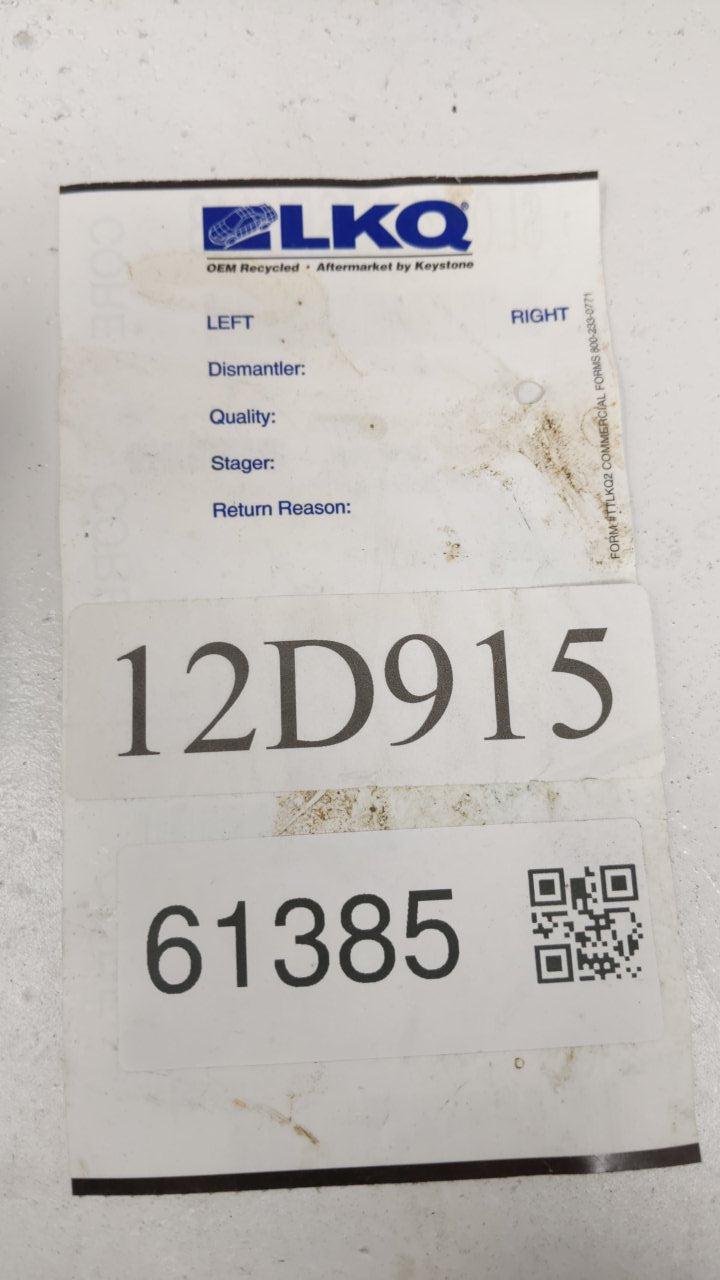 LKQ®
OEM Recycled • Aftermarket by Keystone
LEFT RIGHT
Dismantler:
Quality:
Stager:
Return Reason:
FORM #TTLKQ2 COMMERCIAL FORMS 800-233-0771
12D915
61385